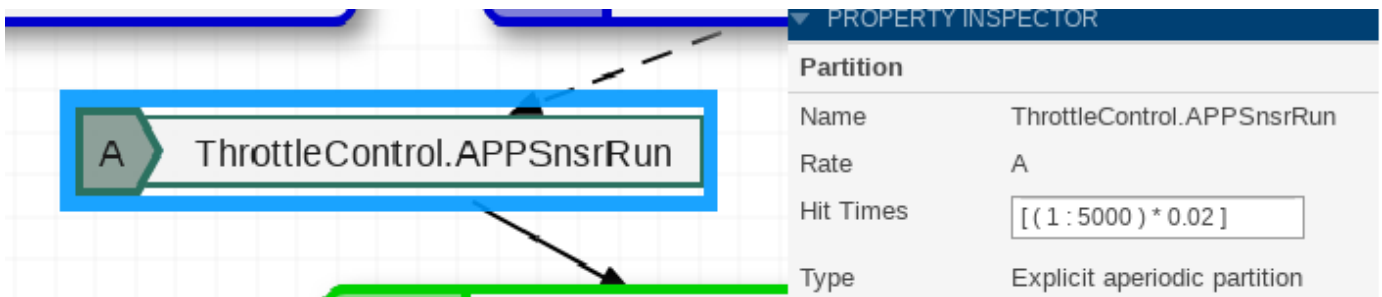 PROPERTY INSPECTOR
Partition
Name ThrottleControl.APPSnsrRun
Rate A
Hit Times [ ( 1 : 5000 ) * 0.02 ]
Type Explicit aperiodic partition
A ThrottleControl.APPSnsrRun